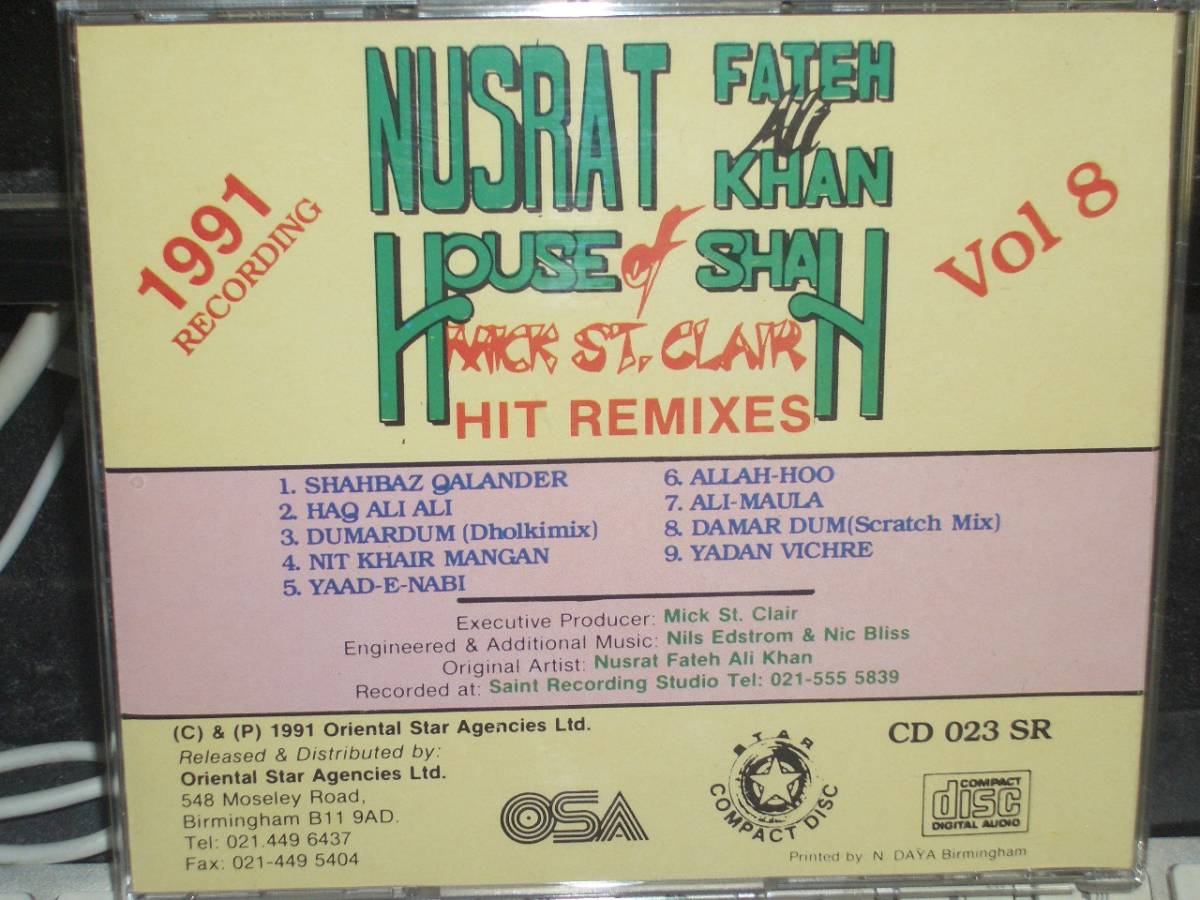 NUSRAT FATEH
Ali
KHAN
1991
RECORDING
HOUSE of SHAH
Vol 8
MICK ST. CLAIR
HIT REMIXES
1. SHAHBAZ QALANDER
2. HAQ ALI ALI
3. DUMARDUM (Dholkimix)
4. NIT KHAIR MANGAN
5. YAAD-E-NABI
6. ALLAH-HOO
7. ALI-MAULA
8. DAMAR DUM(Scratch Mix)
9. YADAN VICHRE
Executive Producer: Mick St. Clair
Engineered & Additional Music: Nils Edstrom & Nic Bliss
Original Artist: Nusrat Fateh Ali Khan
Recorded at: Saint Recording Studio Tel: 021-555 5839
(C) & (P) 1991 Oriental Star Agencies Ltd.
Released & Distributed by:
Oriental Star Agencies Ltd.
548 Moseley Road,
Birmingham B11 9AD.
Tel: 021.449 6437
Fax: 021-449 5404
OSA
STAR
COMPACT DISC
CD 023 SR
COMPACT
disc
DIGITAL AUDIO
Printed by N. DAYA Birmingham